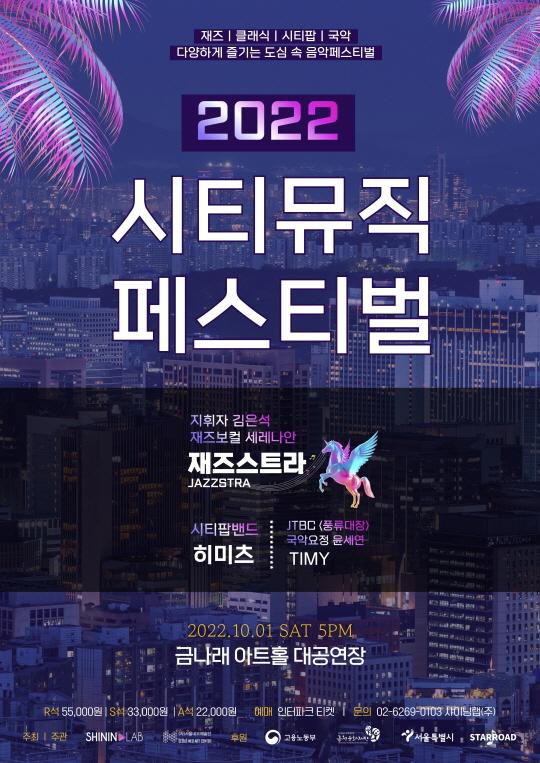 재즈 | 클래식 | 시티팝 | 국악
다양하게 즐기는 도심 속 음악페스티벌
2022
시티뮤직
페스티벌
지휘자 김은석
재즈보컬 세레나안
재즈스트라
JAZZSTRA
시티팝밴드
히미츠
JTBC <풍류대장>
국악요정 윤세연
TIMY
2022.10.01 SAT 5PM
금나래 아트홀 대공연장
R석 55,000원 | S석 33,000원 | A석 22,000원 예매 인터파크 티켓 | 문의 02-6269-0103 샤이닝랩(주)
주최 | 주관 SHININ LAB 후원 고용노동부 서울특별시 STARROAD